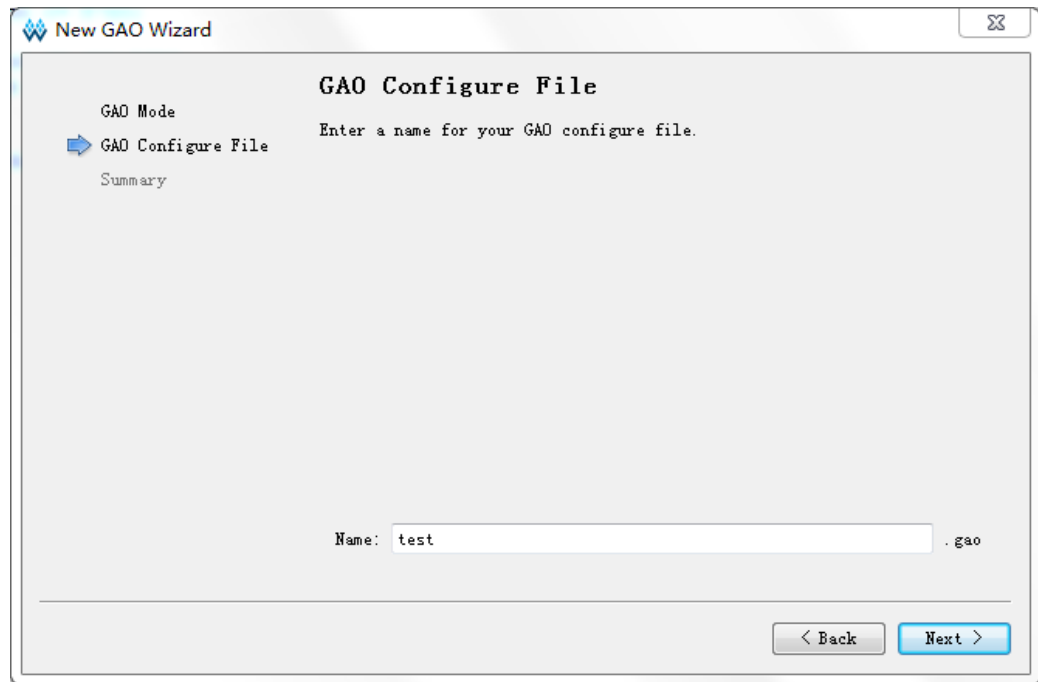 New GAO Wizard
GAO Mode
GAO Configure File
Summary
GAO Configure File
Enter a name for your GAO configure file.
Name: test .gao
< Back Next >